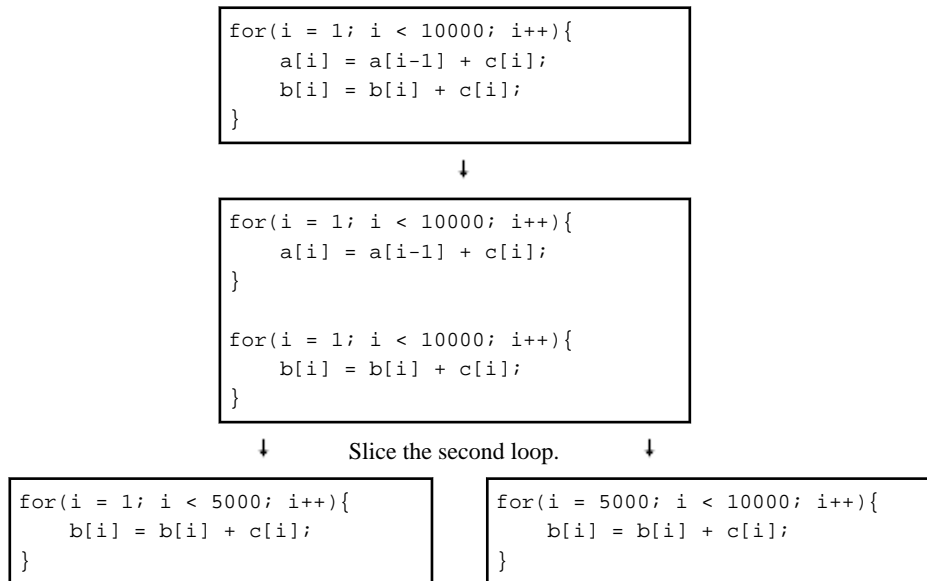 for(i = 1; i < 10000; i++){
    a[i] = a[i-1] + c[i];
    b[i] = b[i] + c[i];
}
for(i = 1; i < 10000; i++){
    a[i] = a[i-1] + c[i];
}
for(i = 1; i < 10000; i++){
    b[i] = b[i] + c[i];
}
Slice the second loop.
for(i = 1; i < 5000; i++){
    b[i] = b[i] + c[i];
}
for(i = 5000; i < 10000; i++){
    b[i] = b[i] + c[i];
}